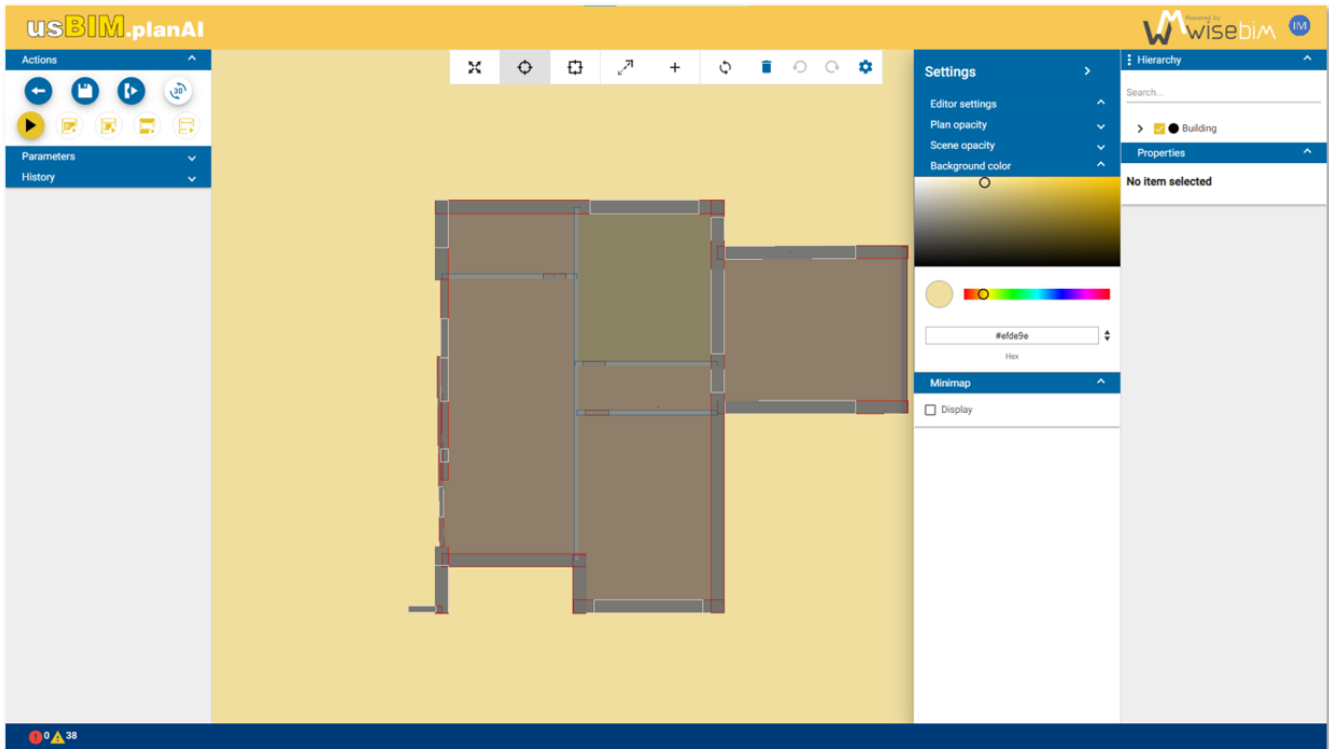 usBIM.planAI
Powered by
wisebim
IM
Actions
3D
Parameters
History
Settings
Editor settings
Plan opacity
Scene opacity
Background color
#efde9e
Hex
Minimap
Display
Hierarchy
Search...
Building
Properties
No item selected
0 38